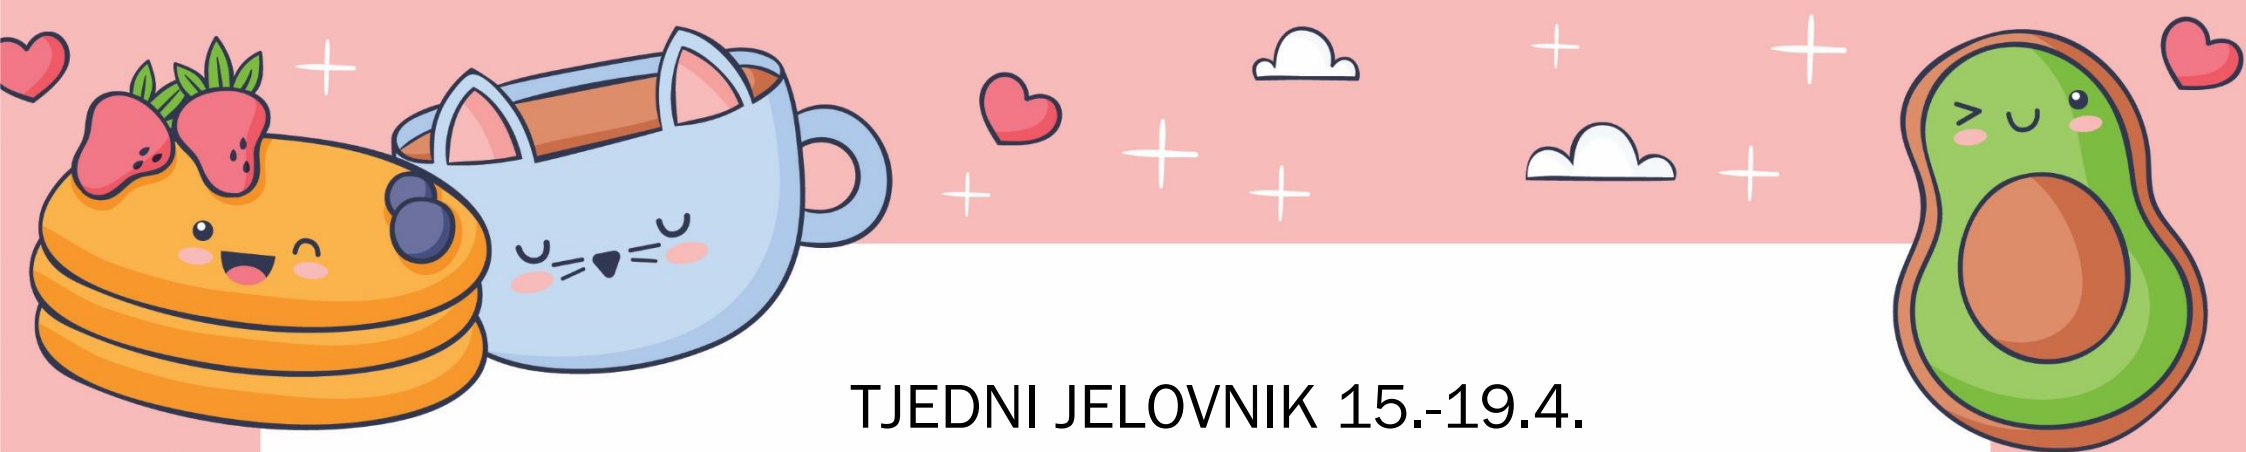 TJEDNI JELOVNIK 15.-19.4.